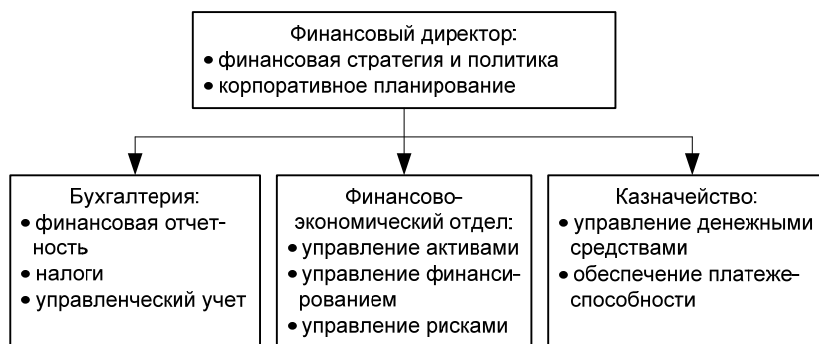 Финансовый директор:
• финансовая стратегия и политика
• корпоративное планирование
Бухгалтерия:
• финансовая отчет-
ность
• налоги
• управленческий учет
Финансово-
экономический отдел:
• управление активами
• управление финанси-
рованием
• управление рисками
Казначейство:
• управление денежными
средствами
• обеспечение платеже-
способности